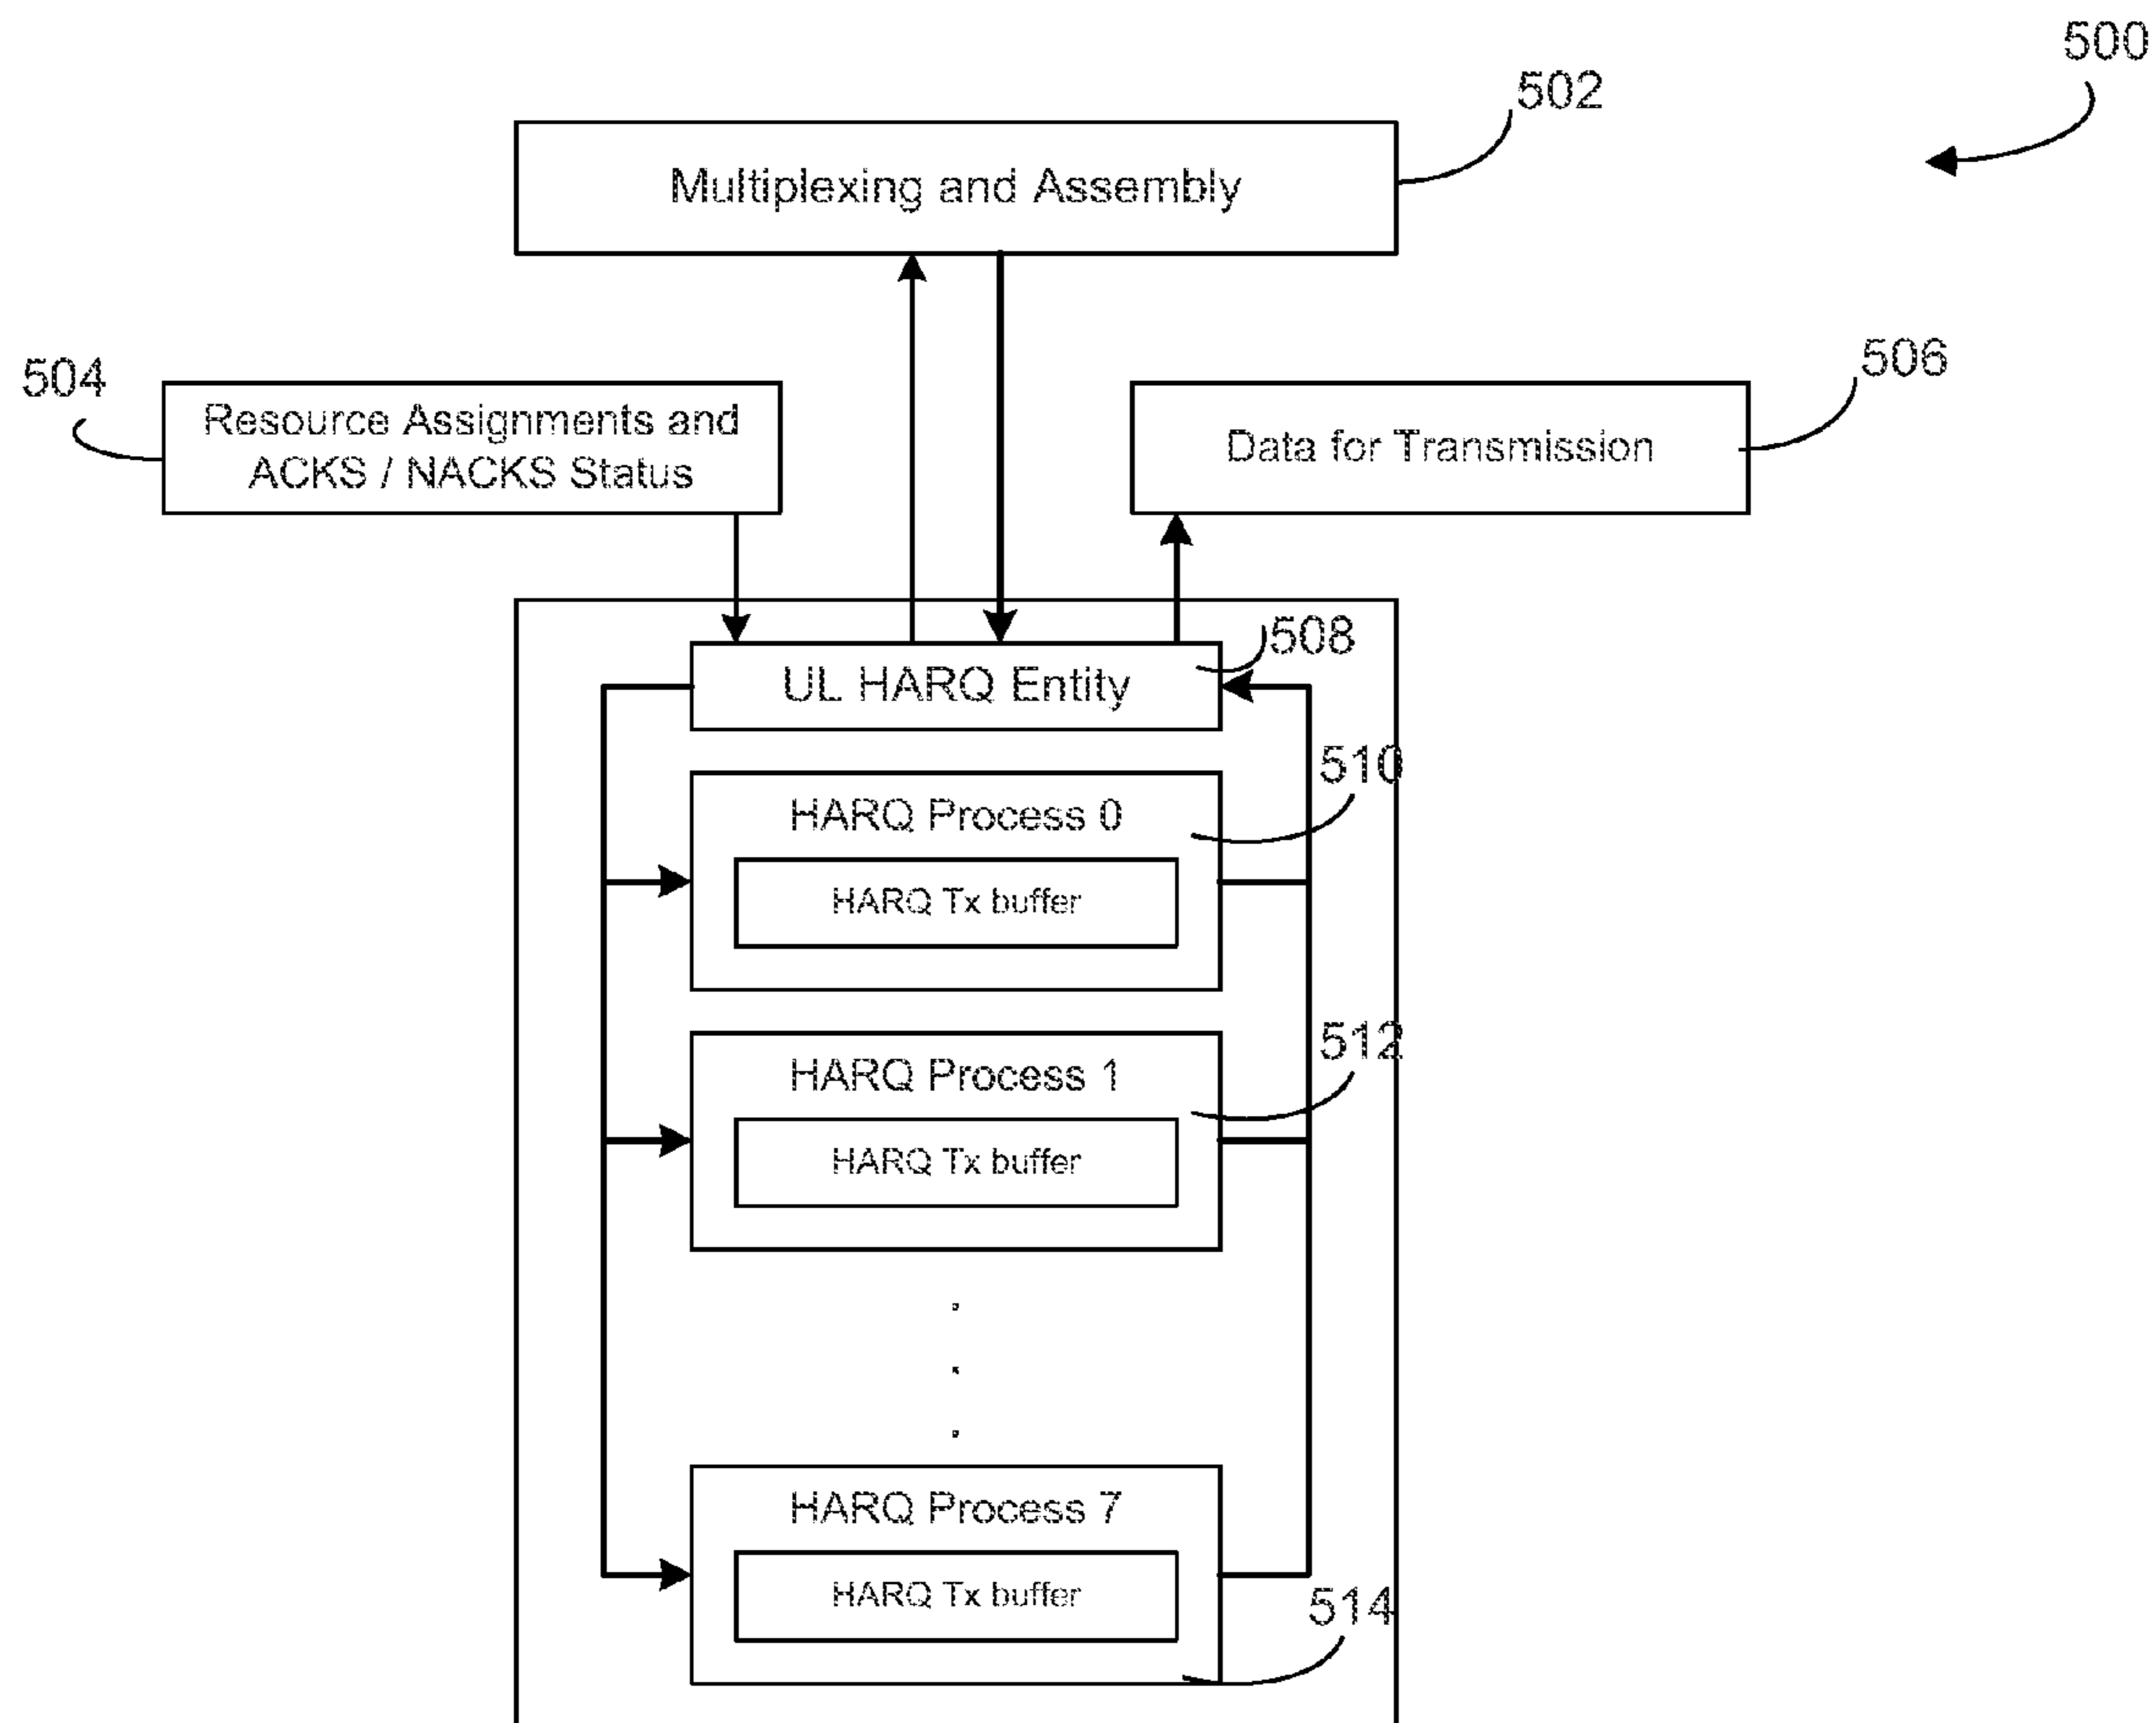 500
502
Multiplexing and Assembly
504
506
Resource Assignments and
ACKS / NACKS Status
Data for Transmission
508
UL HARQ Entity
510
HARQ Process 0
HARQ Tx buffer
512
HARQ Process 1
HARQ Tx buffer
.
.
.
HARQ Process 7
HARQ Tx buffer
514